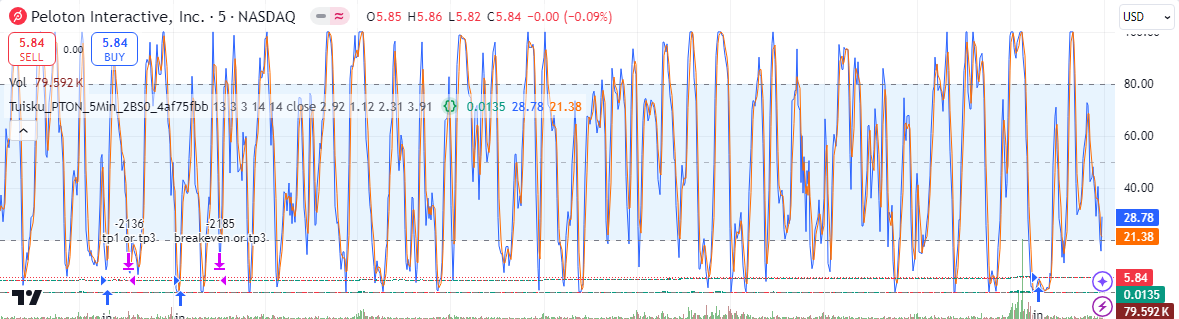 Peloton Interactive, Inc. · 5 · NASDAQ O5.85 H5.86 L5.82 C5.84 −0.00 (−0.09%) USD
5.84 SELL 0.00 5.84 BUY
Vol 79.592 K
80.00
Tuisku_PTON_5Min_2BS0_4af75fbb 13 3 3 14 14 close 2.92 1.12 2.31 3.91 0.0135 28.78 21.38
60.00
40.00
28.78
-2136 -2185
tp1 or tp3 breakeven or tp3
21.38
5.84
0.0135
79.592 K
in in in